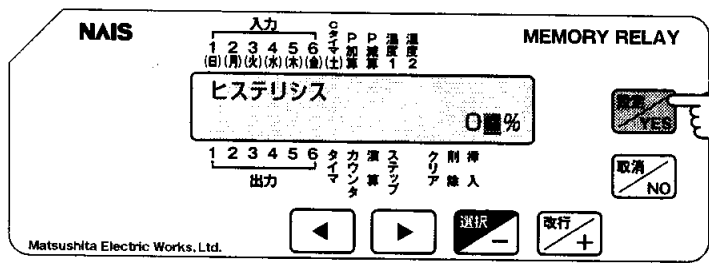 NAIS
MEMORY RELAY
入力
1 2 3 4 5 6 Cタイマ P加算 P減算 温度1 温度2
(日)(月)(火)(水)(木)(金)(土)
ヒステリシス
0 %
設定/YES
1 2 3 4 5 6 タイマ カウンタ 演算 ステップ クリア 削除 挿入
出力
取消/NO
◀ ▶ 選択/− 改行/+
Matsushita Electric Works, Ltd.